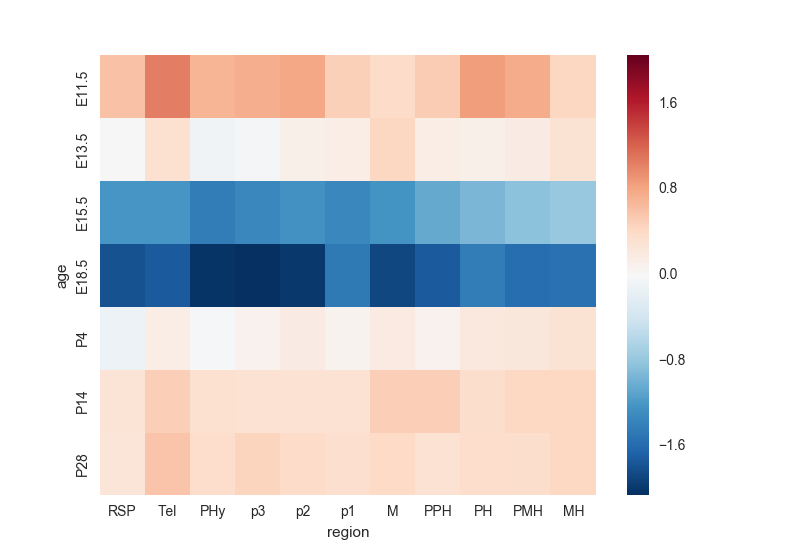 E11.5
E13.5
E15.5
E18.5
P4
P14
P28
age
RSP Tel PHy p3 p2 p1 M PPH PH PMH MH
region
1.6
0.8
0.0
−0.8
−1.6